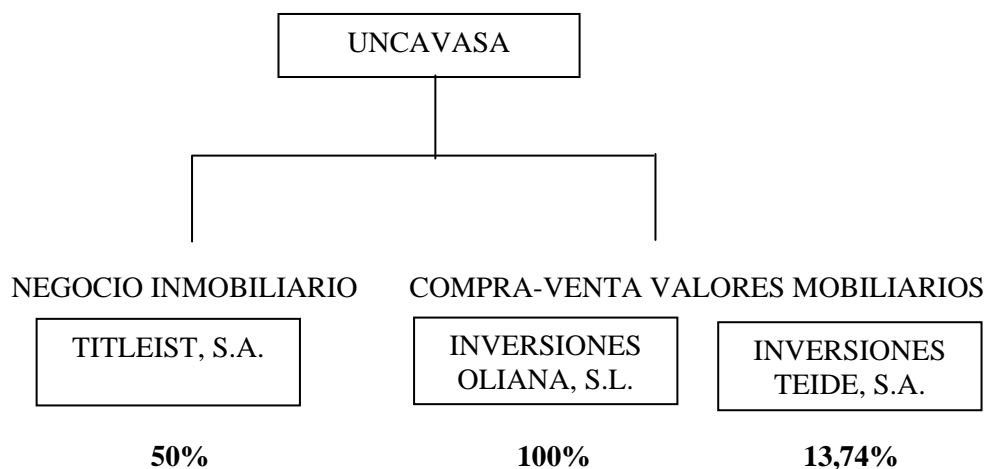 UNCAVASA
NEGOCIO INMOBILIARIO
COMPRA-VENTA VALORES MOBILIARIOS
TITLEIST, S.A.
INVERSIONES
OLIANA, S.L.
INVERSIONES
TEIDE, S.A.
50%
100%
13,74%